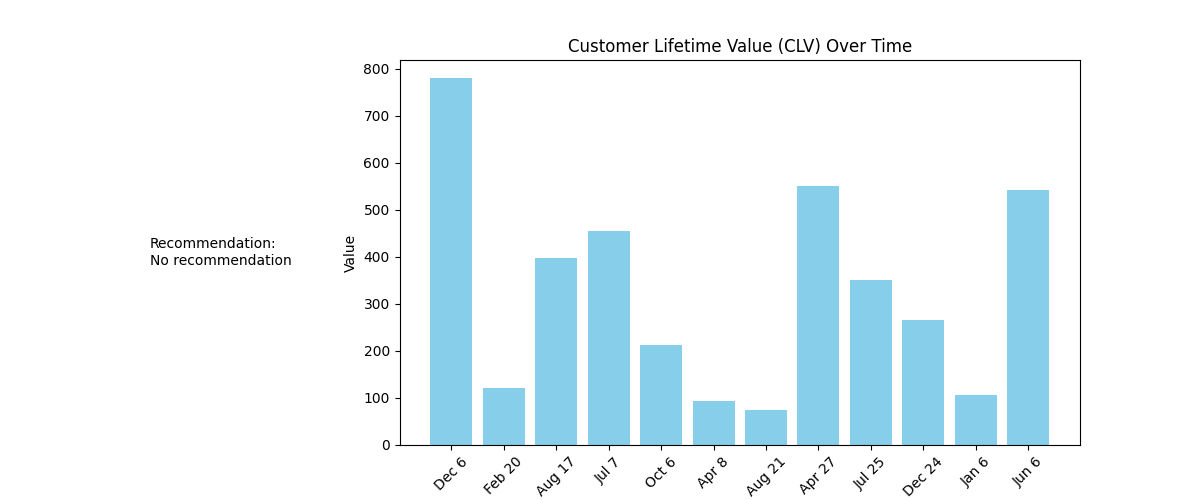 Customer Lifetime Value (CLV) Over Time
Recommendation:
No recommendation
Value
800
700
600
500
400
300
200
100
0
Dec 6
Feb 20
Aug 17
Jul 7
Oct 6
Apr 8
Aug 21
Apr 27
Jul 25
Dec 24
Jan 6
Jun 6